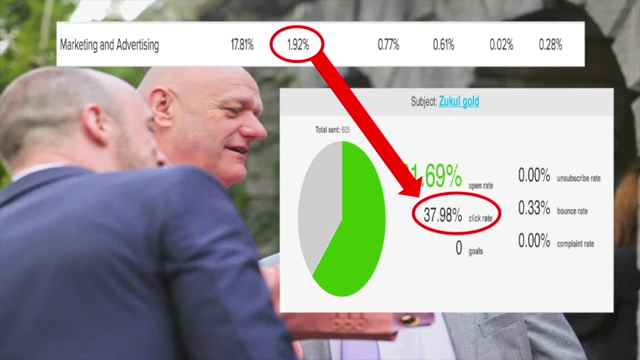 Marketing and Advertising 17.81% 1.92% 0.77% 0.61% 0.02% 0.28%
Subject: Zukul gold
Total sent: 603
.69% open rate
37.98% click rate
0 goals
0.00% unsubscribe rate
0.33% bounce rate
0.00% complaint rate